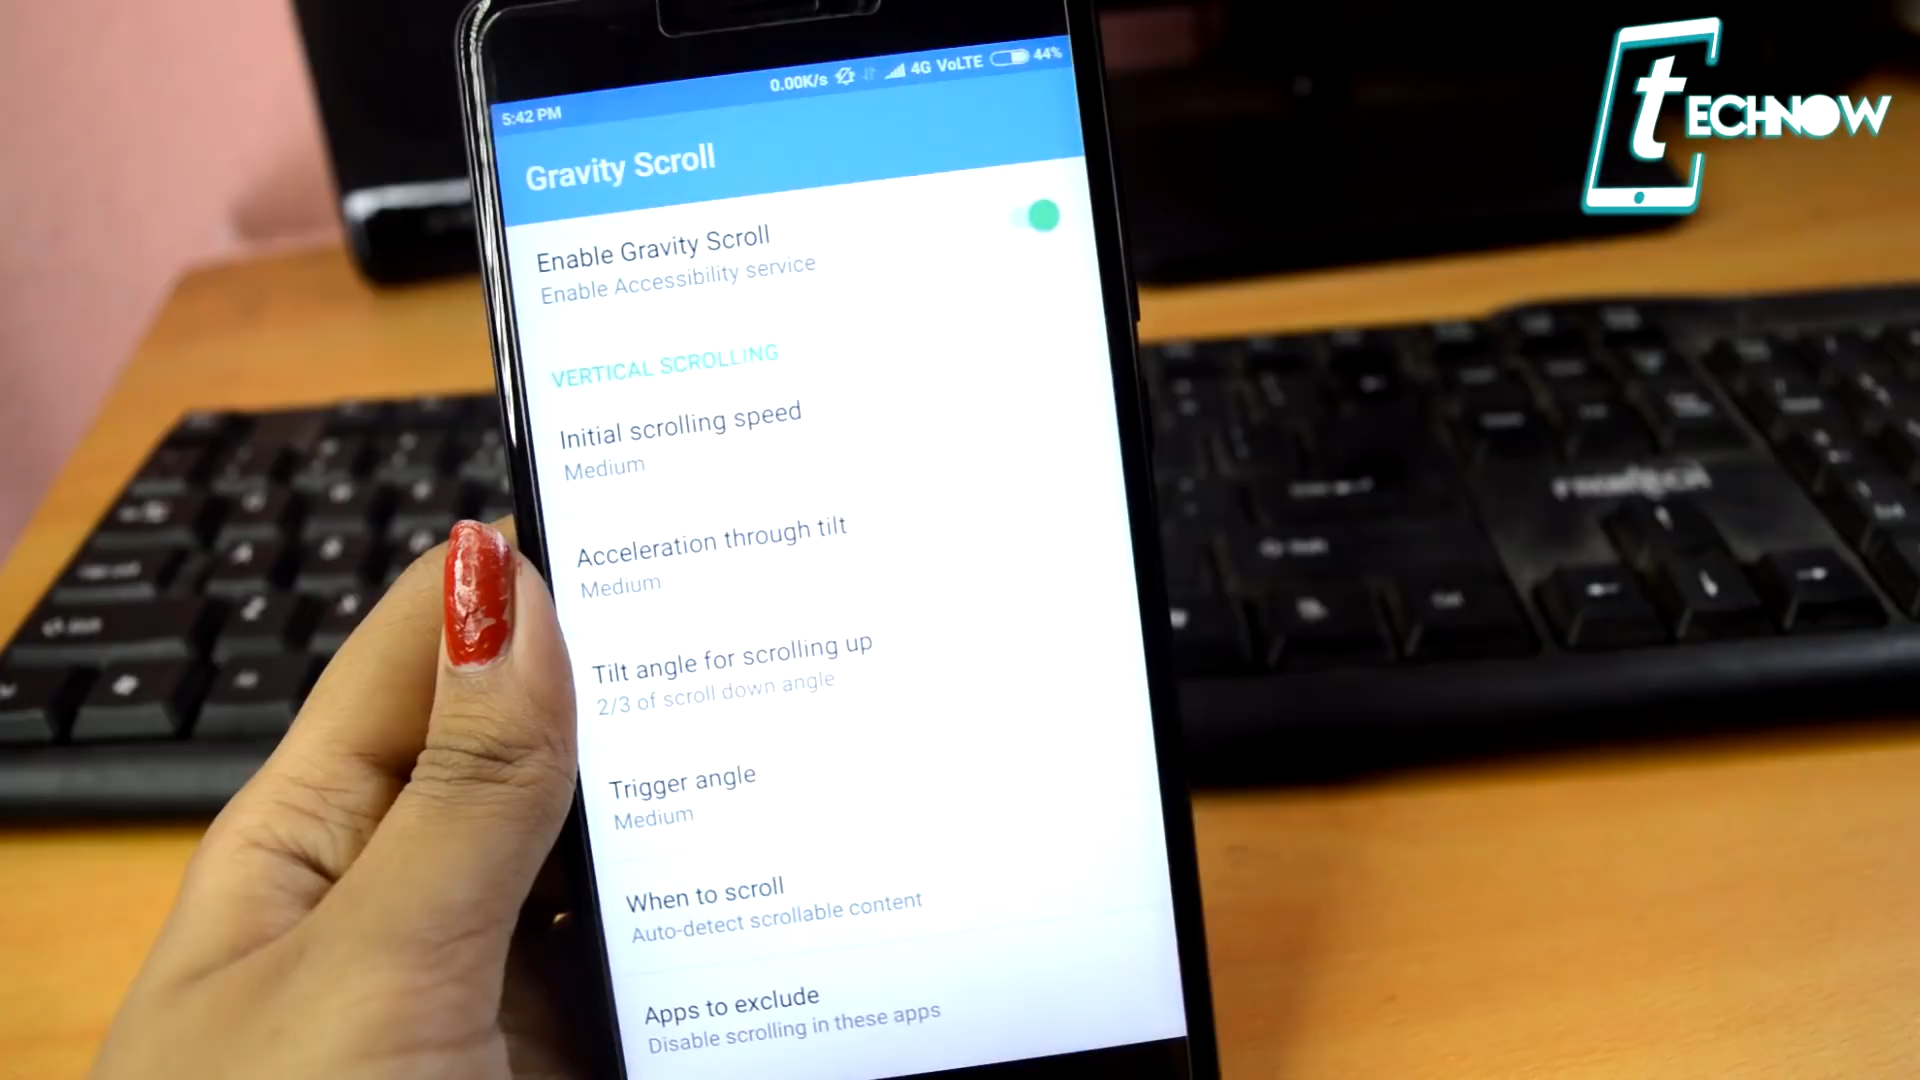 tECHNOW
5:42 PM 0.00K/s 4G VoLTE 44%
Gravity Scroll
Enable Gravity Scroll
Enable Accessibility service
VERTICAL SCROLLING
Initial scrolling speed
Medium
Acceleration through tilt
Medium
Tilt angle for scrolling up
2/3 of scroll down angle
Trigger angle
Medium
When to scroll
Auto-detect scrollable content
Apps to exclude
Disable scrolling in these apps